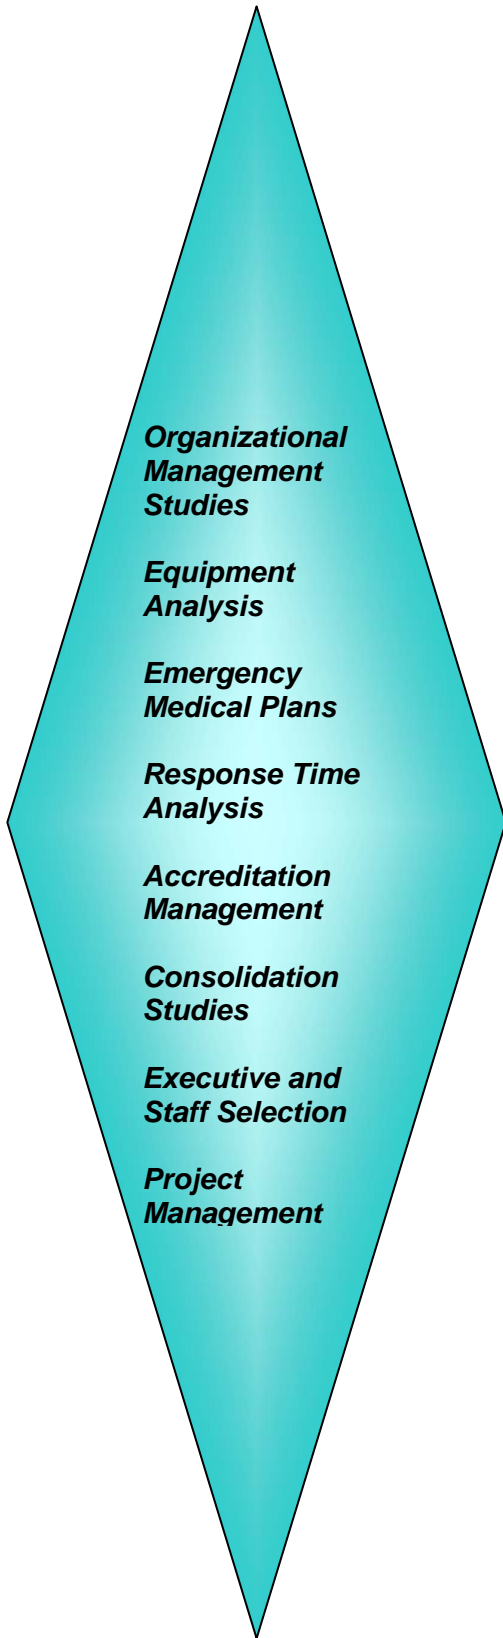 Organizational
Management
Studies
Equipment
Analysis
Emergency
Medical Plans
Response Time
Analysis
Accreditation
Management
Consolidation
Studies
Executive and
Staff Selection
Project
Management